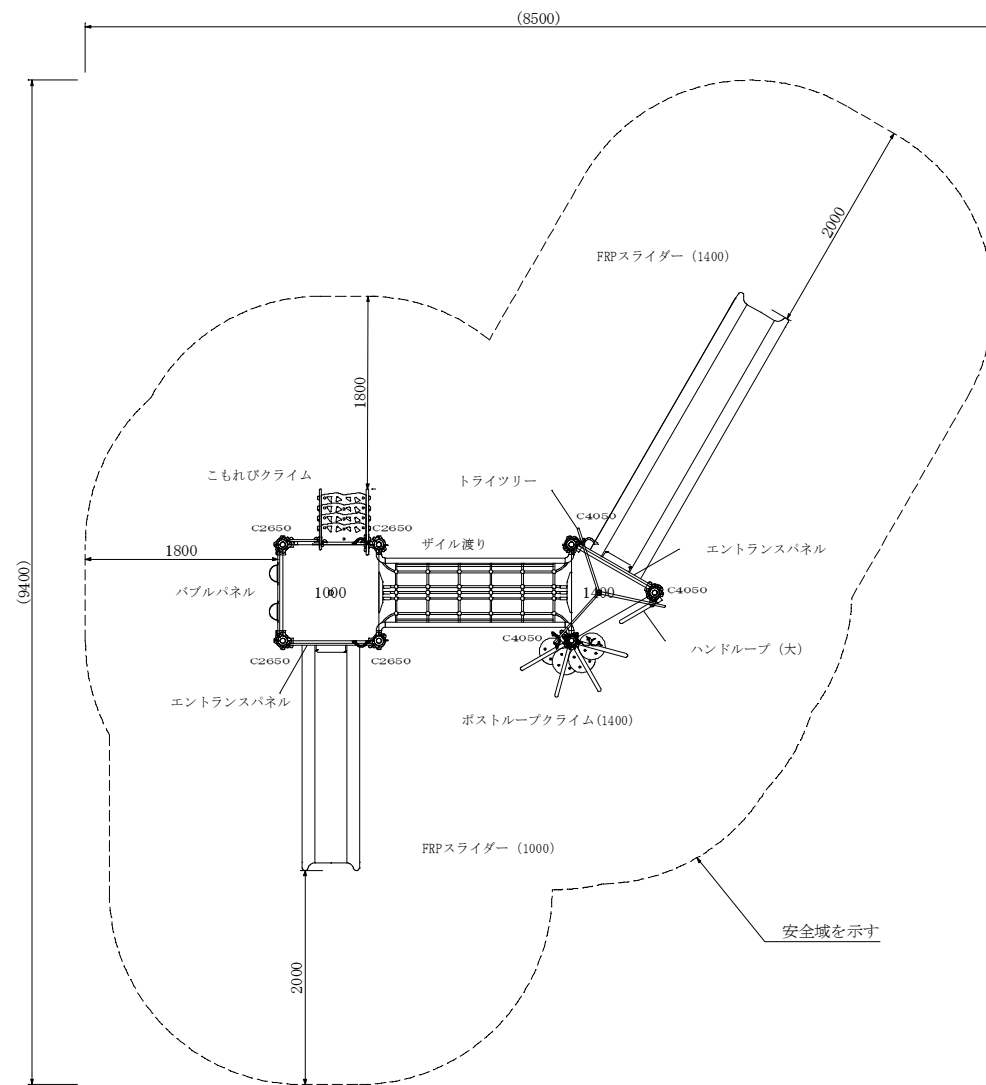 (8500)
2000
FRPスライダー (1400)
1800
(9400)
こもれびクライム
トライツリー
C4050
C2650
C2650
ザイル渡り
エントランスパネル
1800
バブルパネル
1000
1400
C4050
C4050
ハンドループ (大)
C2650
C2650
エントランスパネル
ポストループクライム(1400)
FRPスライダー (1000)
安全域を示す
2000